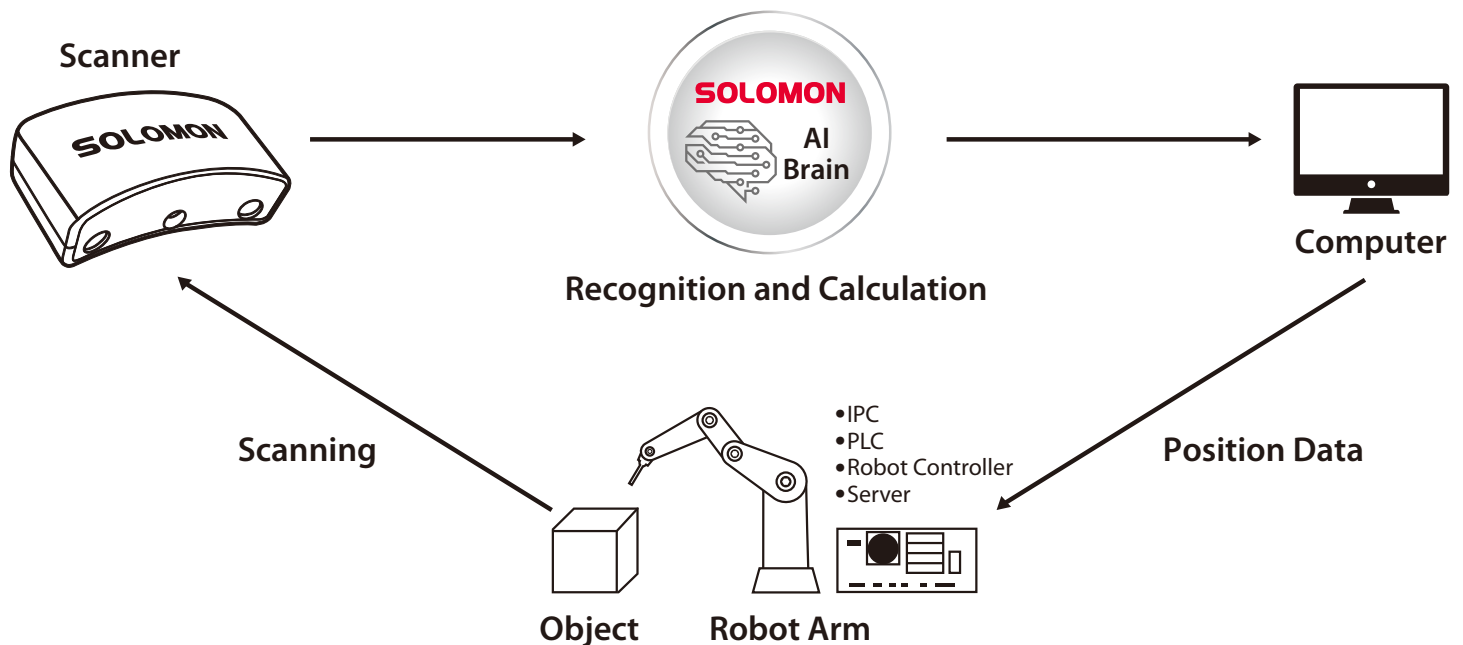 Scanner
SOLOMON
SOLOMON
AI
Brain
Recognition and Calculation
Computer
Scanning
•IPC
•PLC
•Robot Controller
•Server
Position Data
Object
Robot Arm